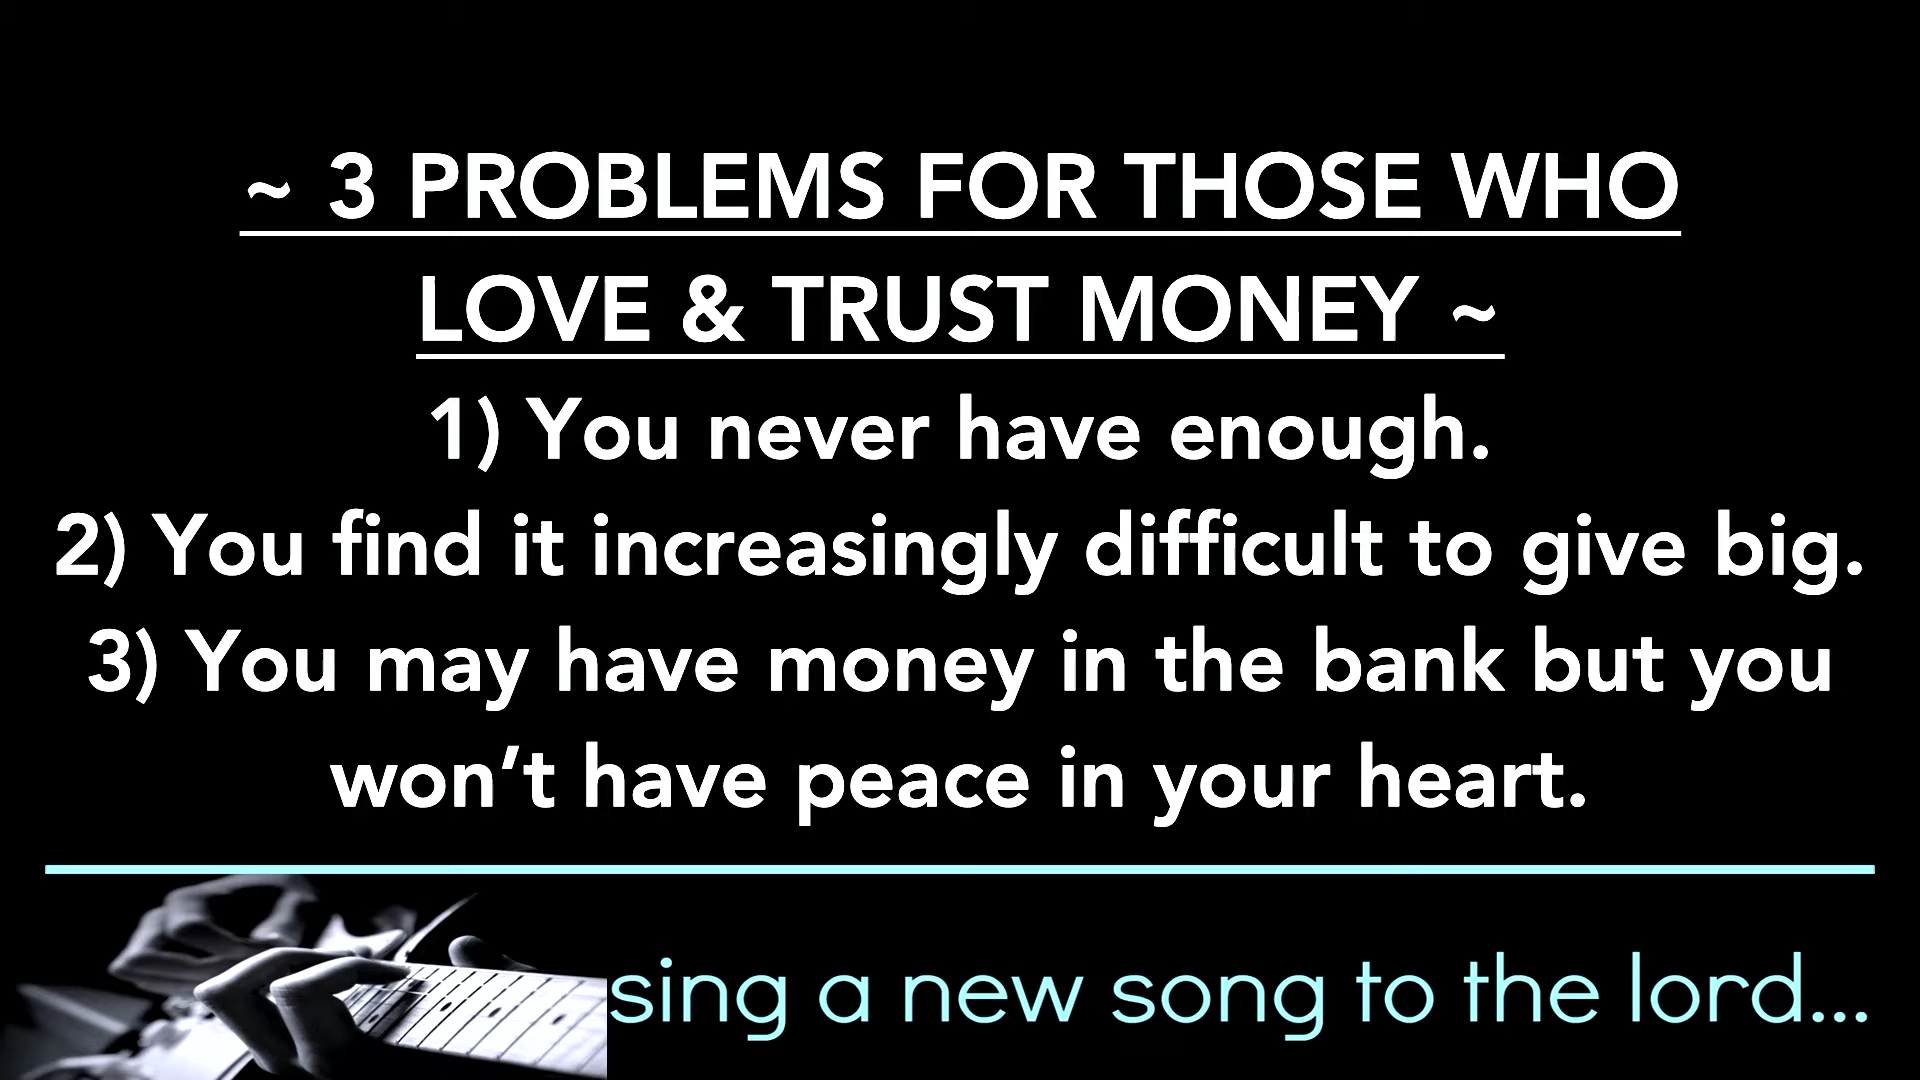 ~ 3 PROBLEMS FOR THOSE WHO
LOVE & TRUST MONEY ~
1) You never have enough.
2) You find it increasingly difficult to give big.
3) You may have money in the bank but you
won’t have peace in your heart.
sing a new song to the lord...